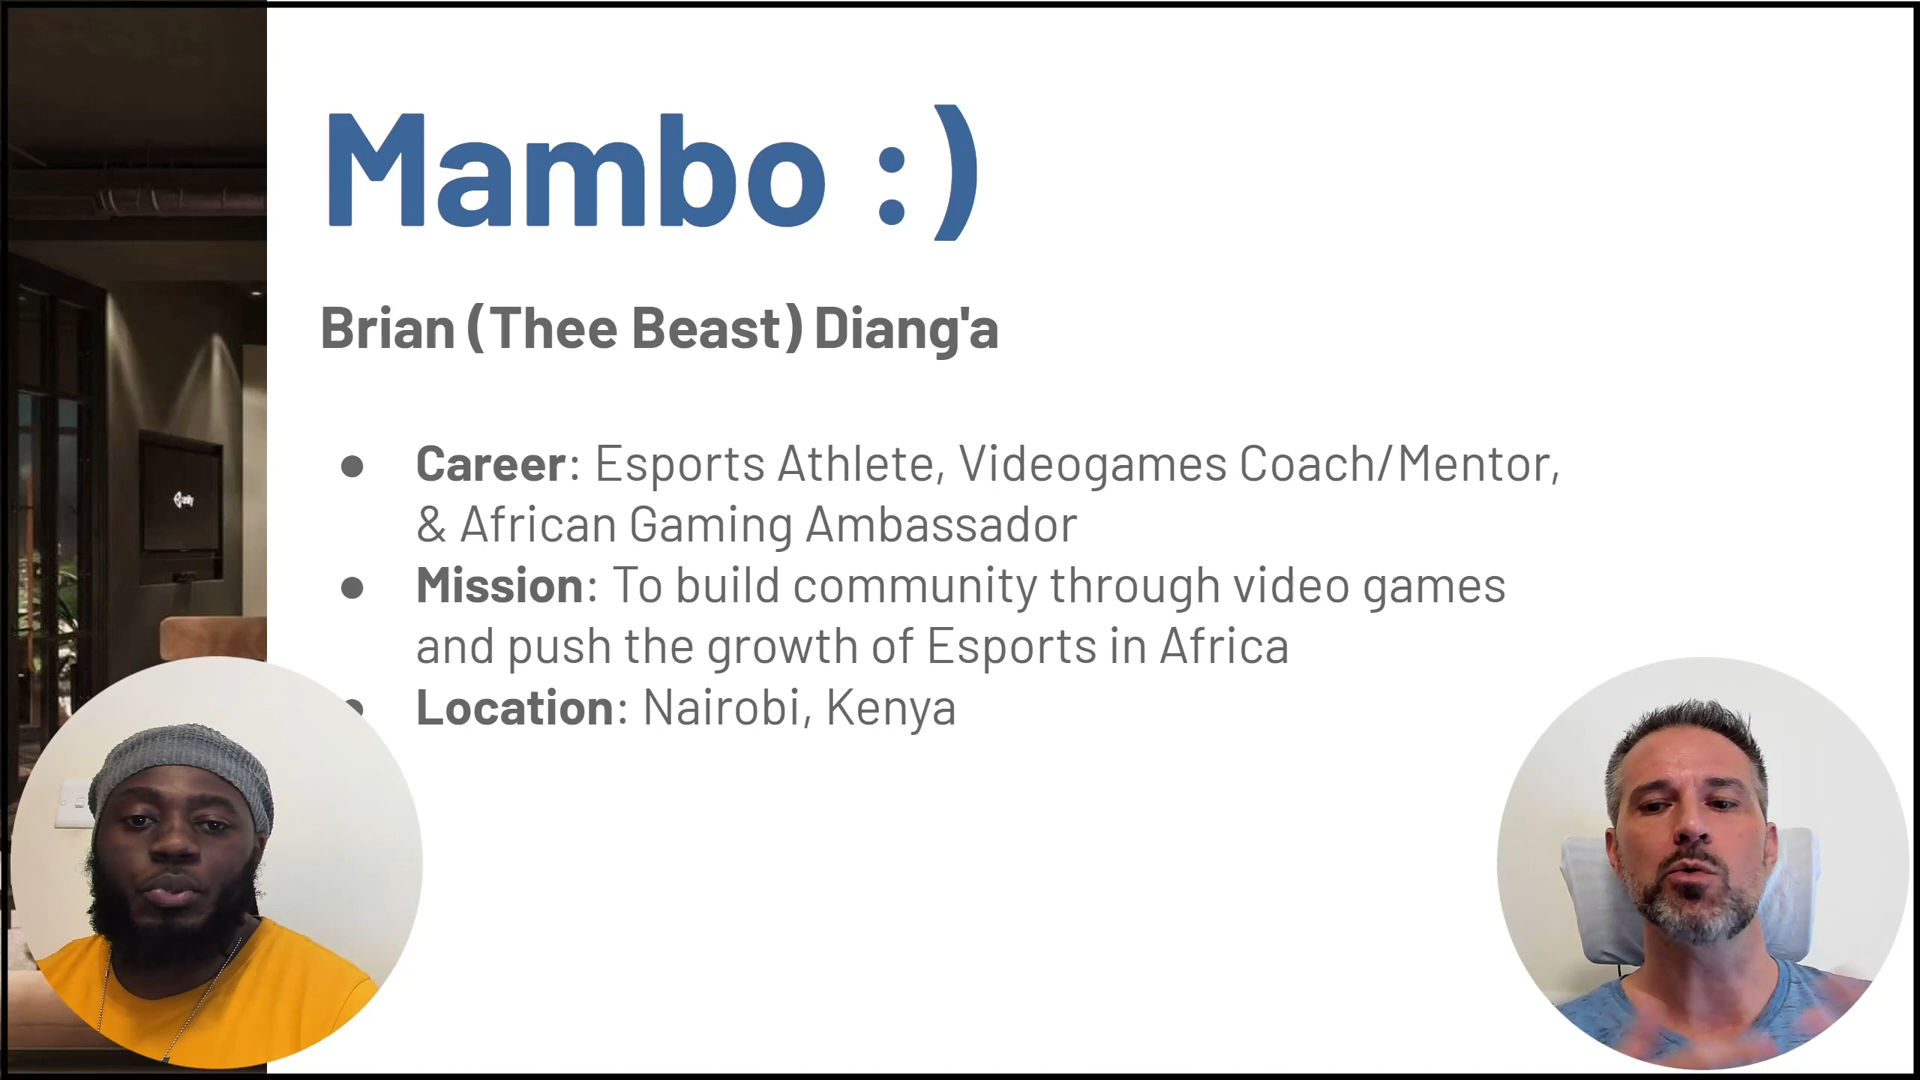 Mambo :)
Brian (Thee Beast) Diang'a
● Career: Esports Athlete, Videogames Coach/Mentor,
& African Gaming Ambassador
● Mission: To build community through video games
and push the growth of Esports in Africa
● Location: Nairobi, Kenya